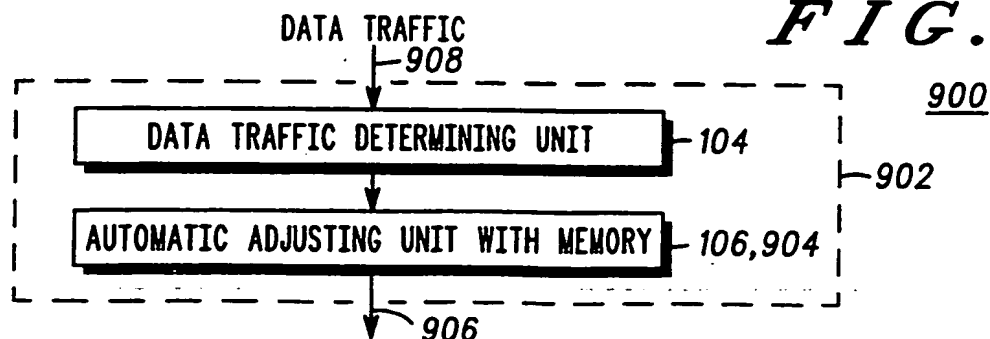 DATA TRAFFIC
FIG.
908
900
DATA TRAFFIC DETERMINING UNIT
104
902
AUTOMATIC ADJUSTING UNIT WITH MEMORY
106,904
906